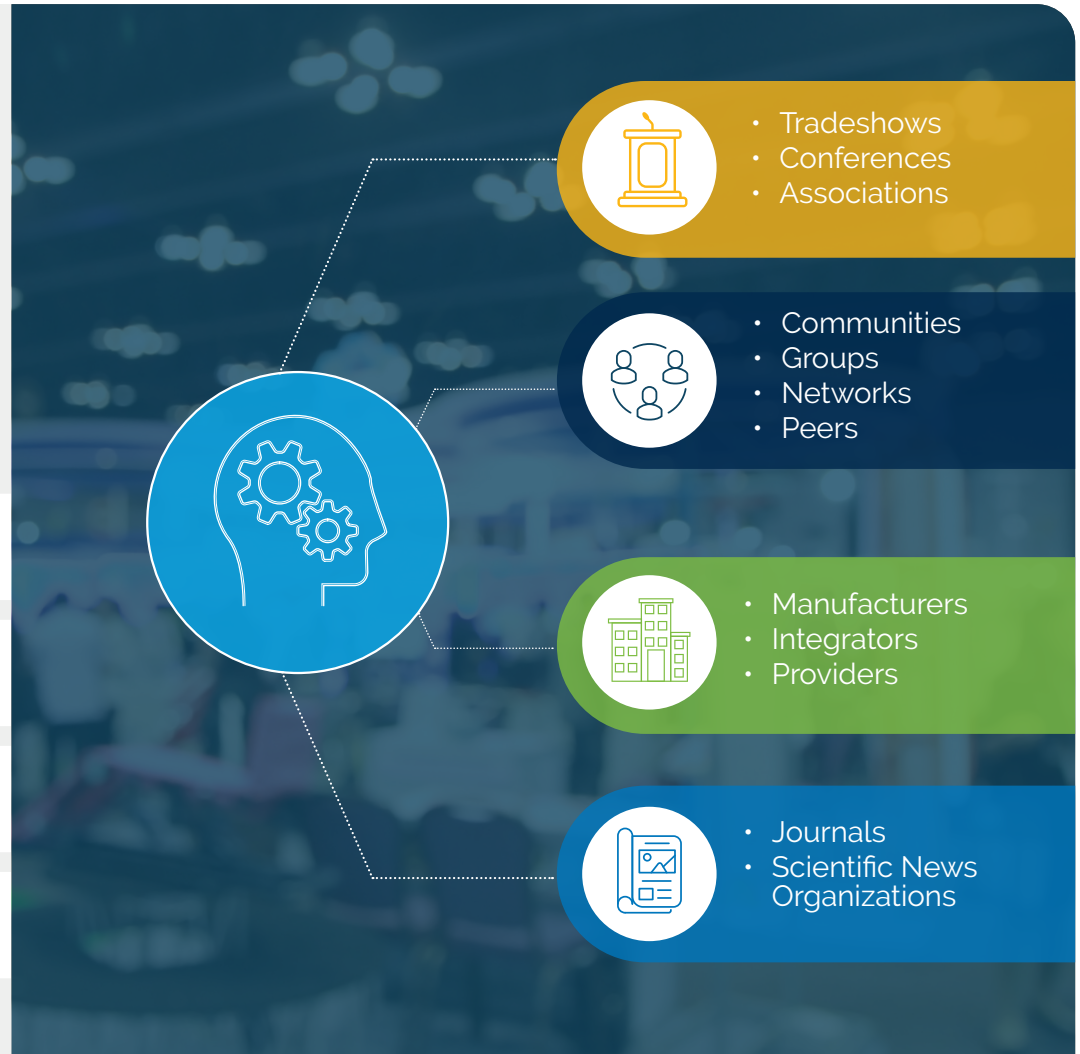 • Tradeshows
• Conferences
• Associations
• Communities
• Groups
• Networks
• Peers
• Manufacturers
• Integrators
• Providers
• Journals
• Scientific News
Organizations